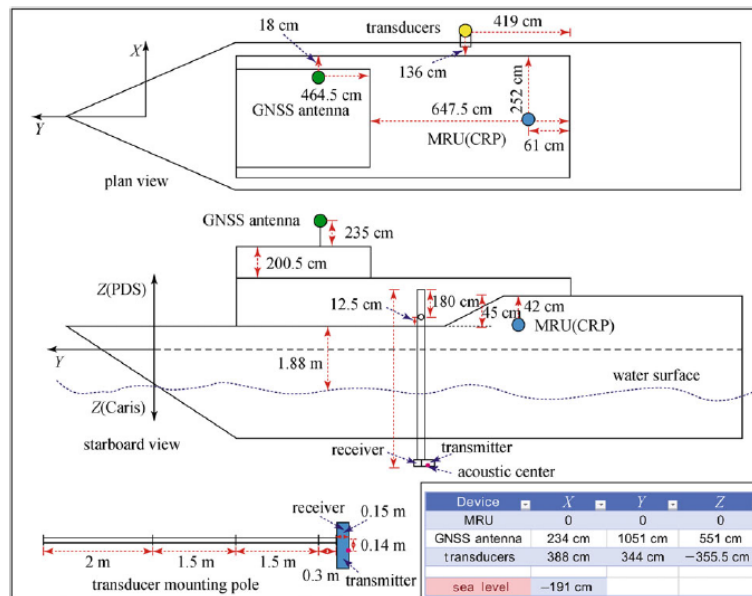 18 cm
transducers
419 cm
X
136 cm
252 cm
GNSS antenna
464.5 cm
647.5 cm
MRU(CRP)
61 cm
Y
plan view
GNSS antenna
235 cm
200.5 cm
Z(PDS)
12.5 cm
180 cm
45 cm
42 cm
MRU(CRP)
Y
1.88 m
water surface
Z(Caris)
starboard view
receiver
transmitter
acoustic center
receiver
0.15 m
0.14 m
2 m
1.5 m
1.5 m
0.3 m
transmitter
transducer mounting pole
Device X Y Z
MRU 0 0 0
GNSS antenna 234 cm 1051 cm 551 cm
transducers 388 cm 344 cm −355.5 cm
sea level −191 cm